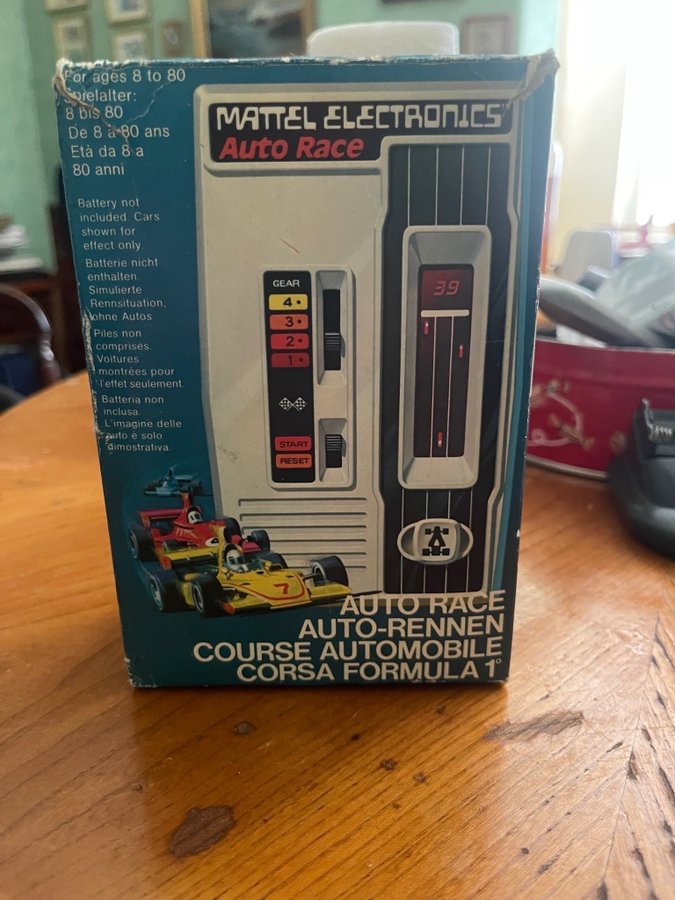 For ages 8 to 80
Spielalter:
8 bis 80
De 8 à 80 ans
Età da 8 a
80 anni
MATTEL ELECTRONICS
Auto Race
Battery not
included. Cars
shown for
effect only.
Batterie nicht
enthalten.
Simulierte
Rennsituation,
ohne Autos.
Piles non
comprises.
Voitures
montrées pour
l'effet seulement.
Batteria non
inclusa.
L'imagine delle
auto è solo
dimostrativa.
GEAR
4
3
2
1
START
RESET
39
7
AUTO RACE
AUTO-RENNEN
COURSE AUTOMOBILE
CORSA FORMULA 1°